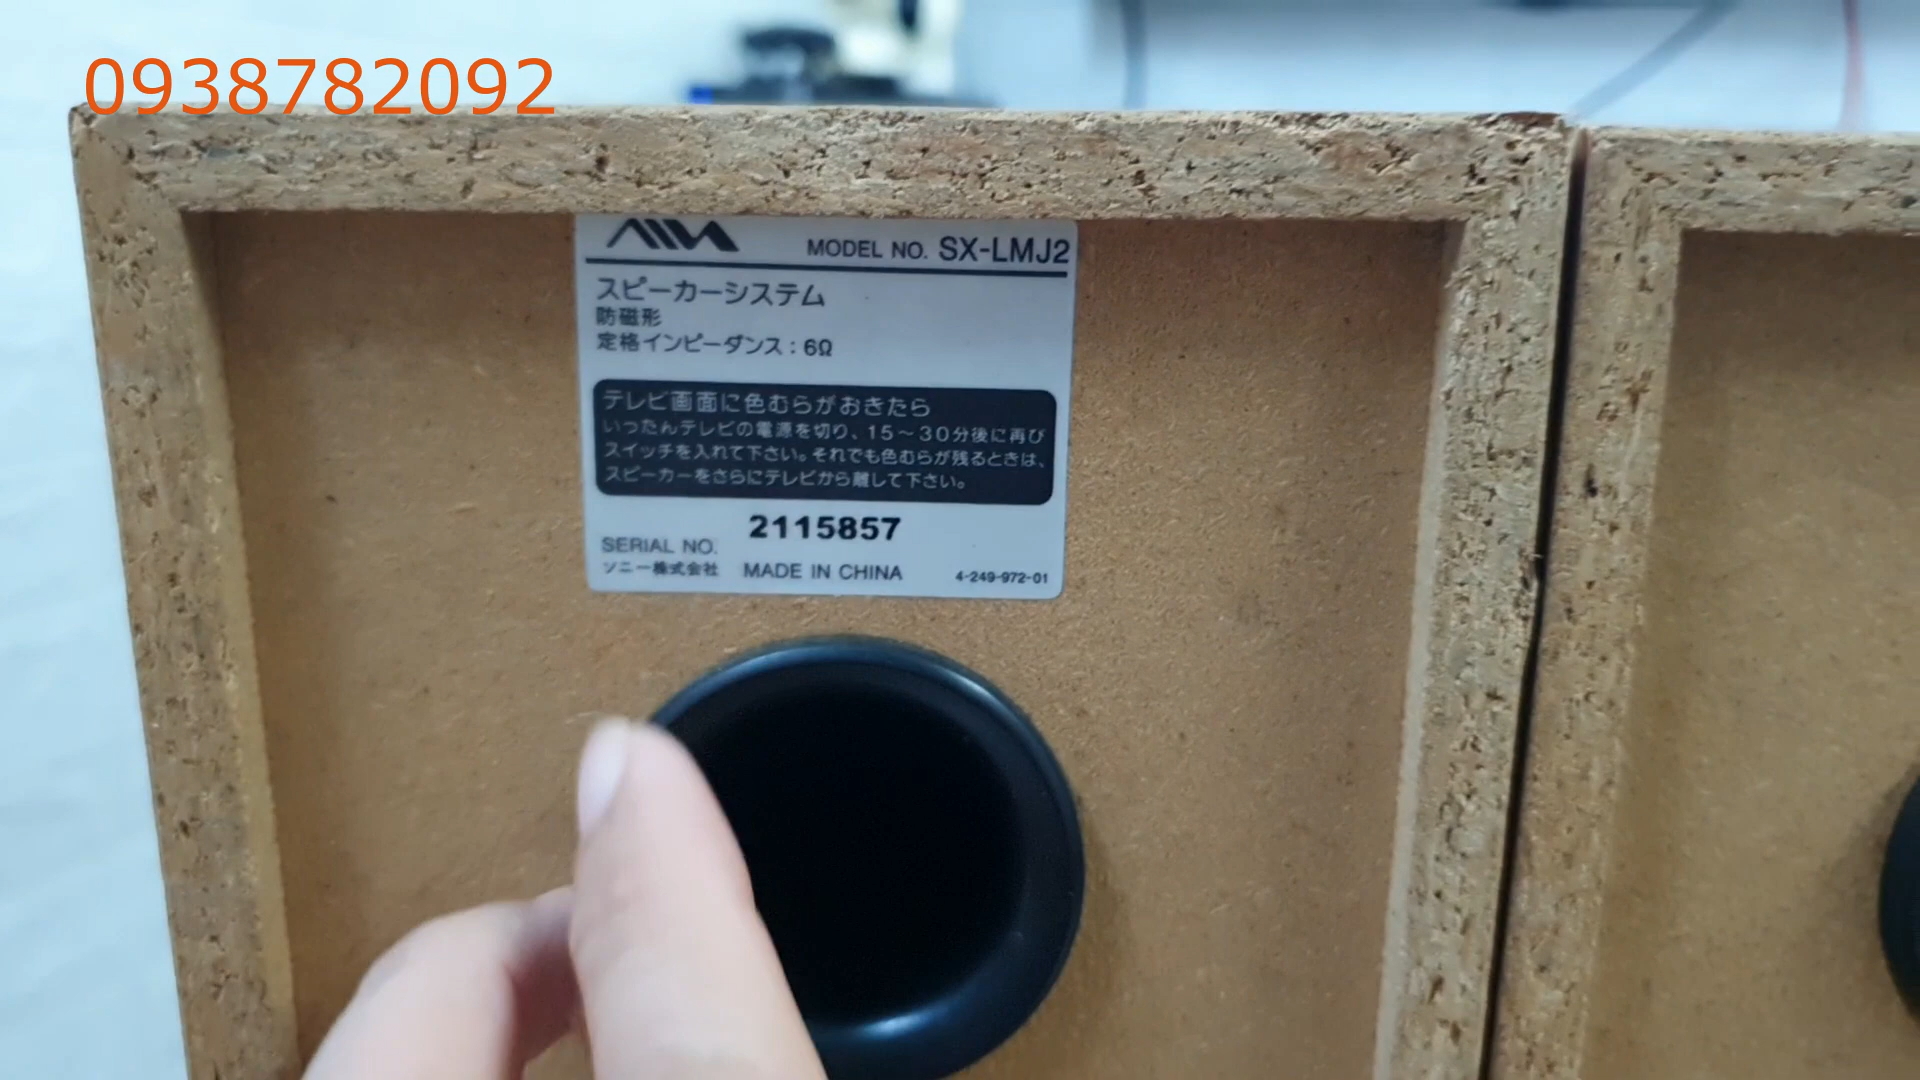 0938782092
AIWA
MODEL NO. SX-LMJ2
スピーカーシステム
防磁形
定格インピーダンス：6Ω
テレビ画面に色むらがおきたら
いったんテレビの電源を切り、15～30分後に再び
スイッチを入れて下さい。それでも色むらが残るときは、
スピーカーをさらにテレビから離して下さい。
SERIAL NO. 2115857
ソニー株式会社 MADE IN CHINA 4-249-972-01